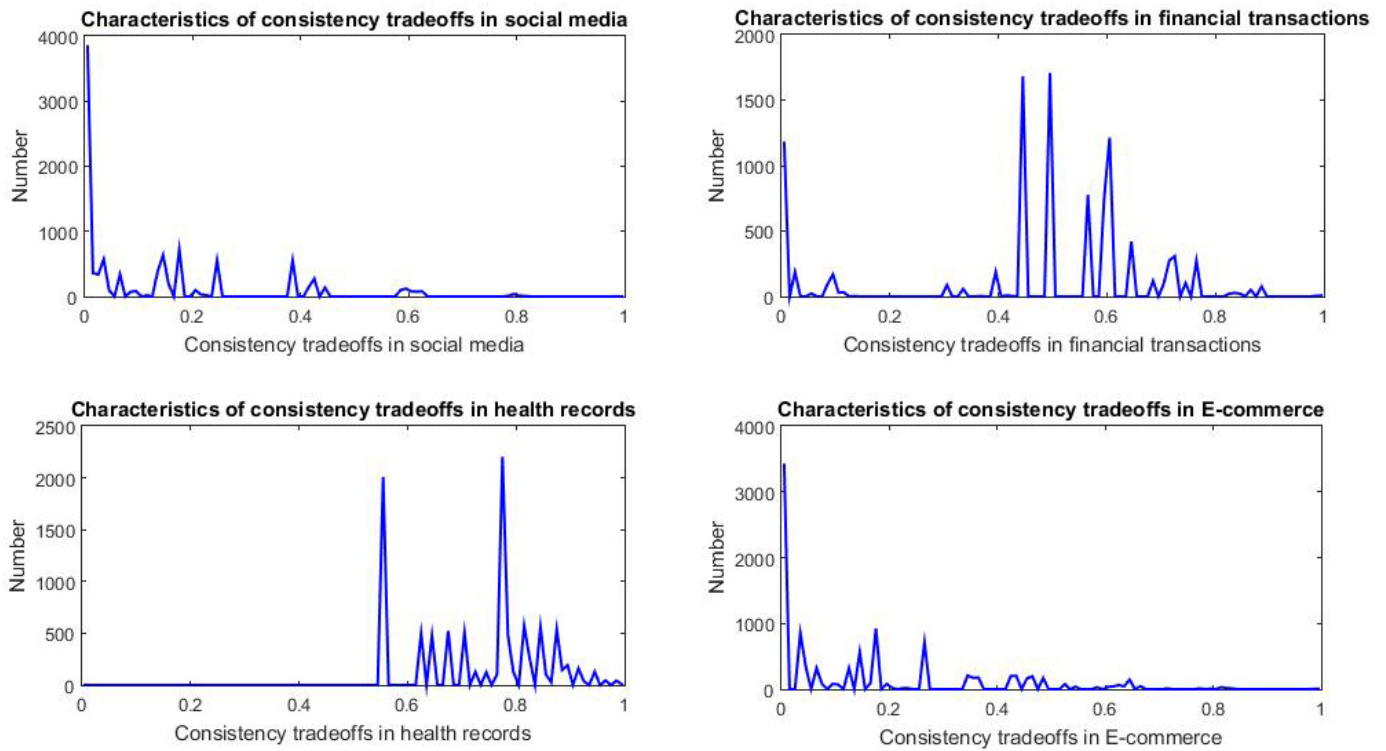 Characteristics of consistency tradeoffs in social media
4000
3000
2000
1000
0
Number
0 0.2 0.4 0.6 0.8 1
Consistency tradeoffs in social media
Characteristics of consistency tradeoffs in financial transactions
2000
1500
1000
500
0
Number
0 0.2 0.4 0.6 0.8 1
Consistency tradeoffs in financial transactions
Characteristics of consistency tradeoffs in health records
2500
2000
1500
1000
500
0
Number
0 0.2 0.4 0.6 0.8 1
Consistency tradeoffs in health records
Characteristics of consistency tradeoffs in E-commerce
4000
3000
2000
1000
0
Number
0 0.2 0.4 0.6 0.8 1
Consistency tradeoffs in E-commerce